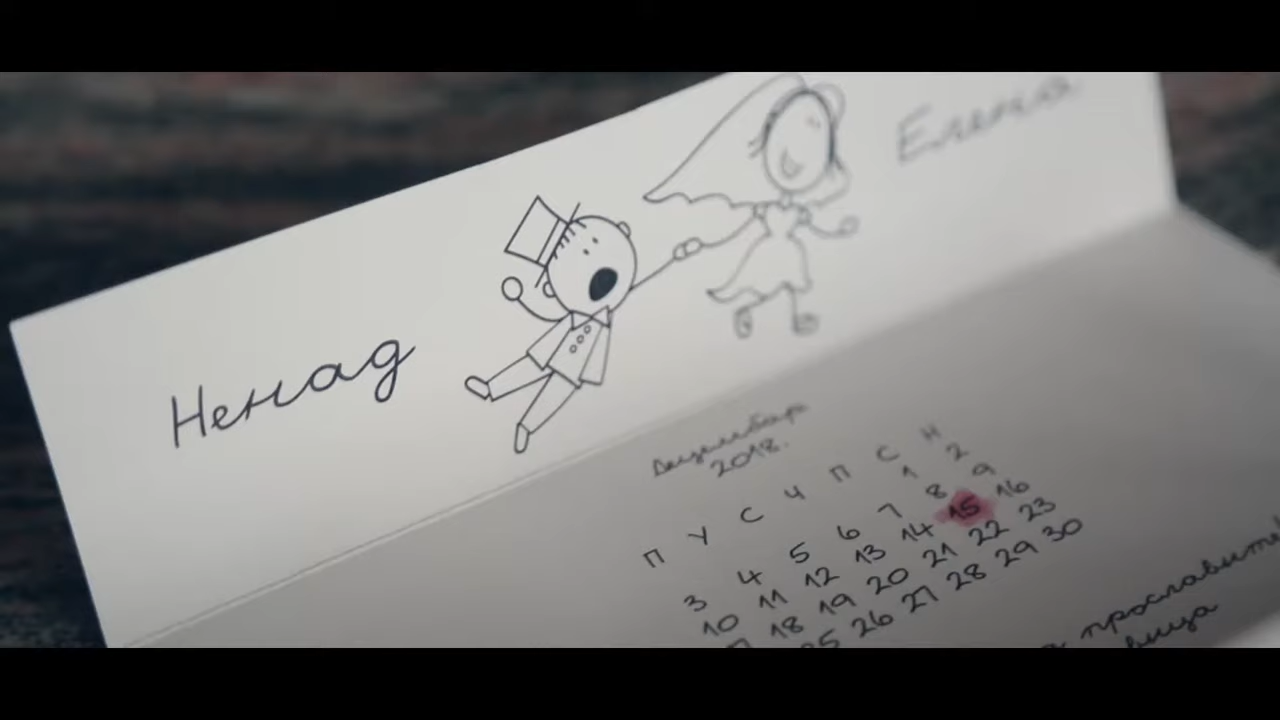 Ненад
Елена
Децембар
2018.
П У С Ч П С Н
1 2
3 4 5 6 7 8 9
10 11 12 13 14 15 16
18 19 20 21 22 23
25 26 27 28 29 30
прославите